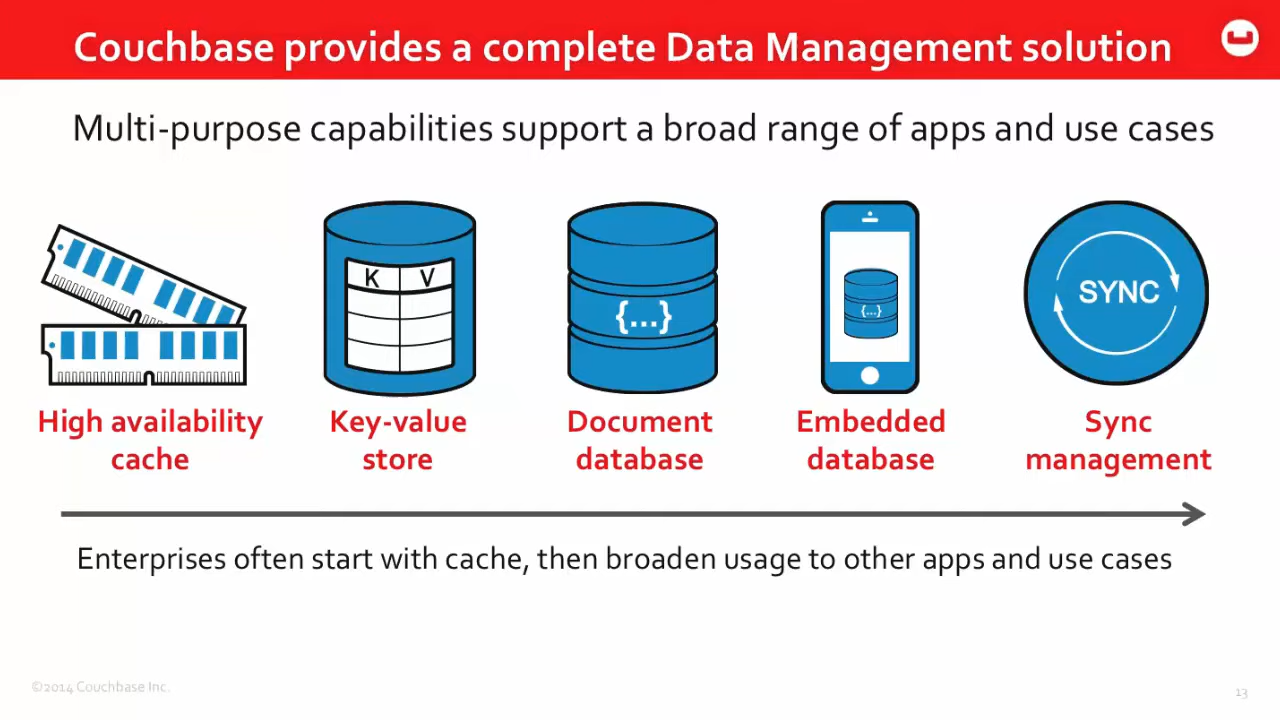 Couchbase provides a complete Data Management solution
Multi-purpose capabilities support a broad range of apps and use cases
K V
{...}
{...}
SYNC
High availability
cache
Key-value
store
Document
database
Embedded
database
Sync
management
Enterprises often start with cache, then broaden usage to other apps and use cases
©2014 Couchbase Inc.
13